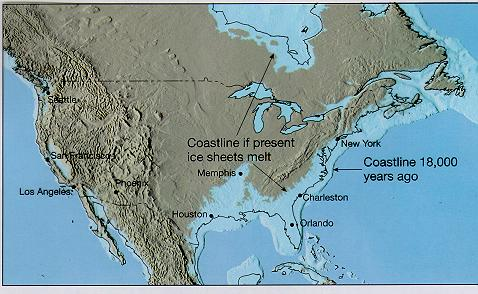 Seattle
Coastline if present
ice sheets melt
New York
San Francisco
Memphis
Coastline 18,000
years ago
Phoenix
Los Angeles
Charleston
Houston
Orlando